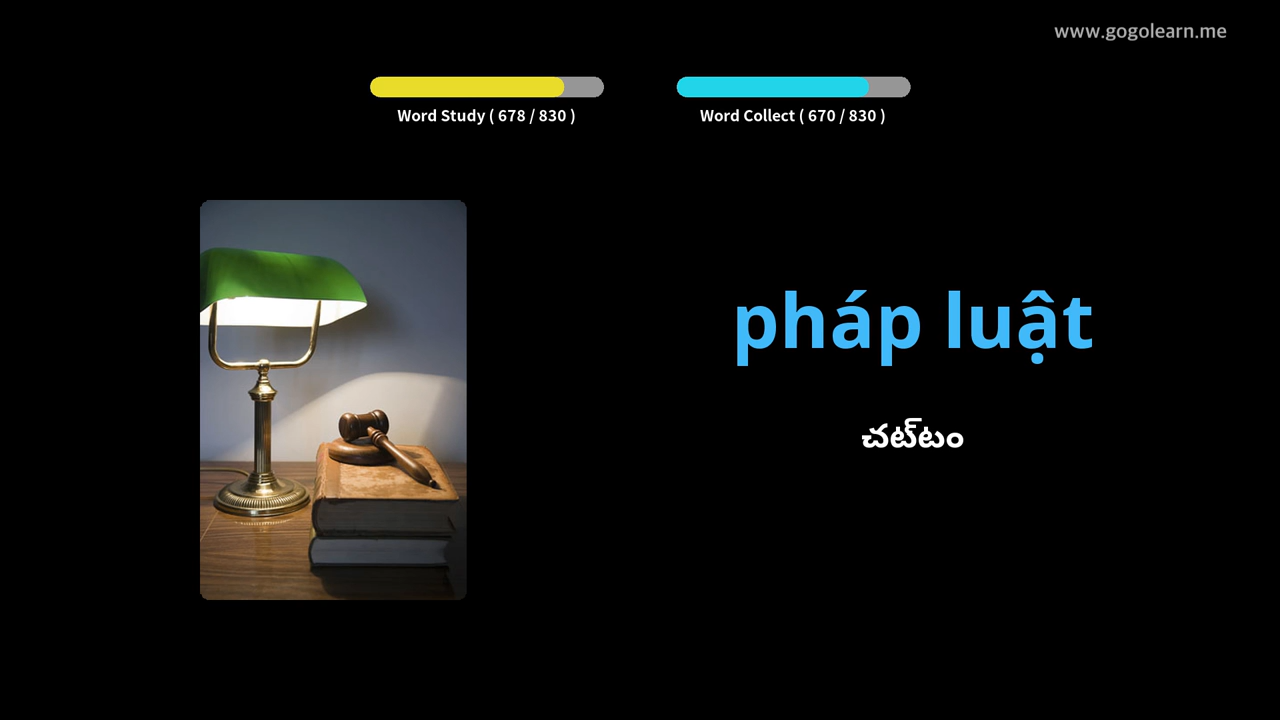 www.gogolearn.me
Word Study ( 678 / 830 )
Word Collect ( 670 / 830 )
pháp luật
చట్టం